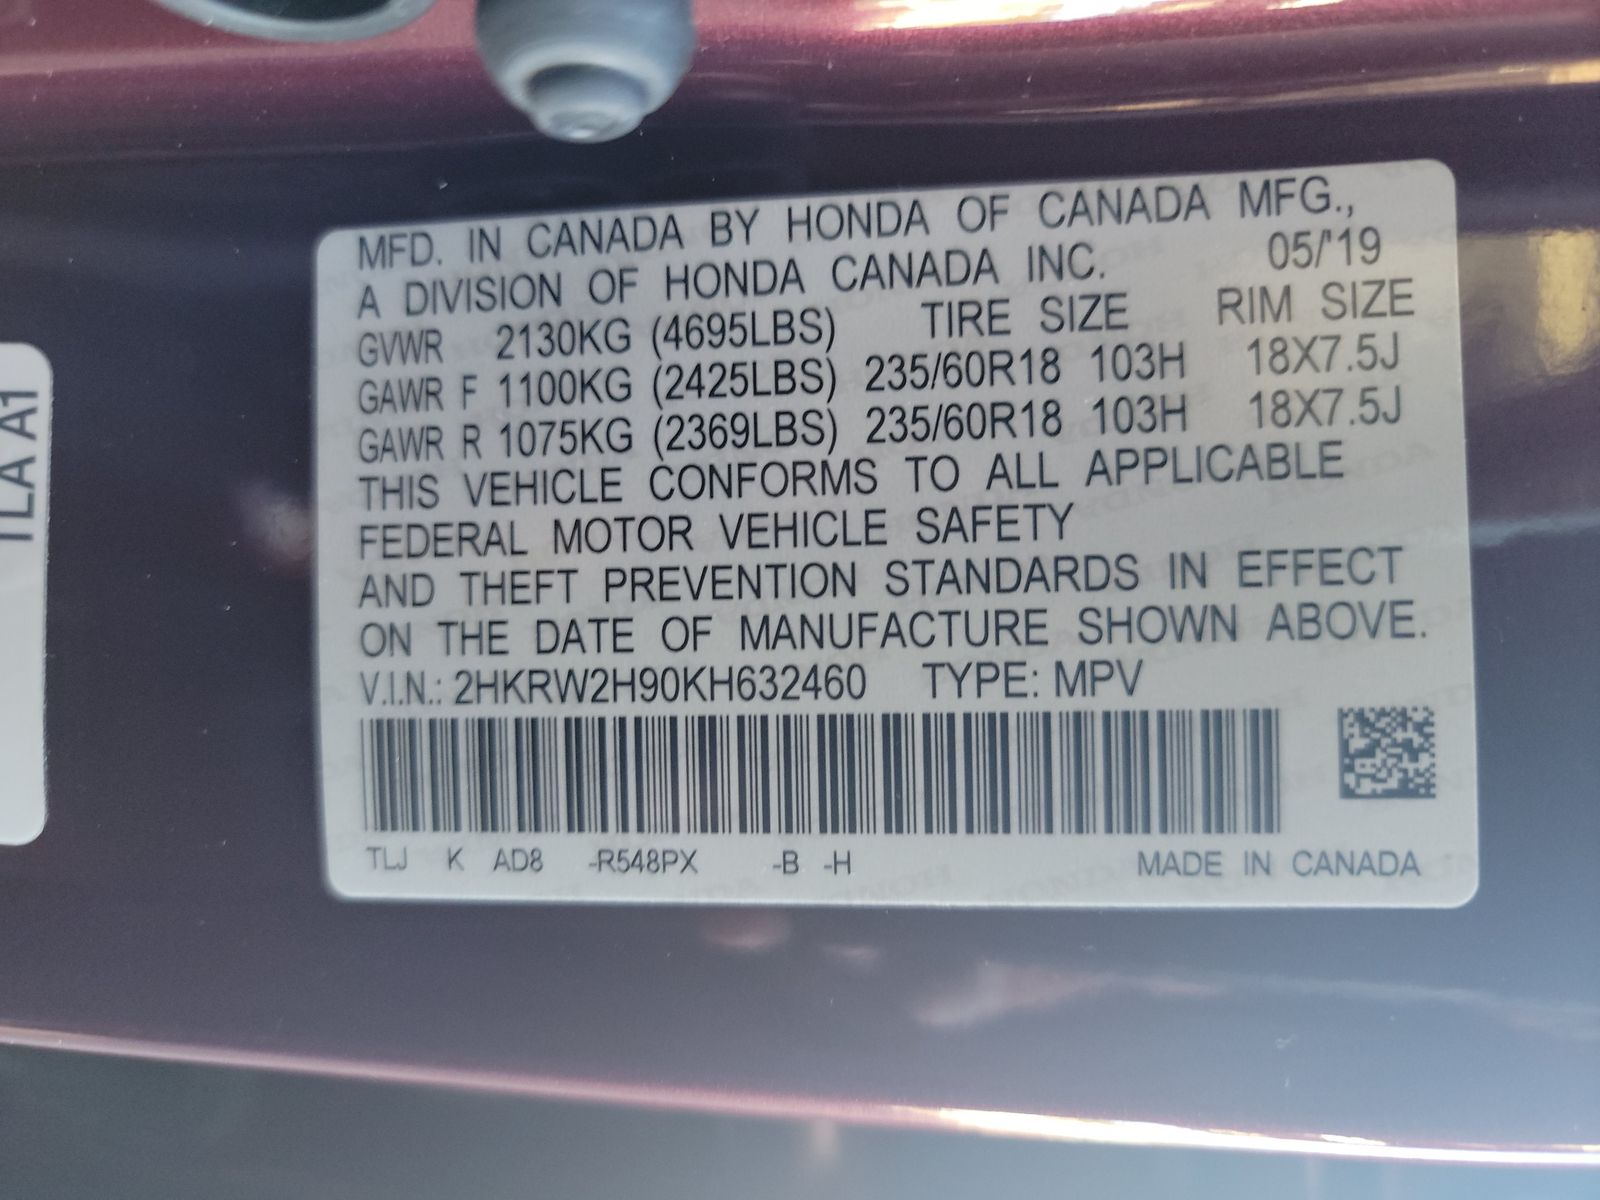 MFD. IN CANADA BY HONDA OF CANADA MFG.,
A DIVISION OF HONDA CANADA INC. 05/'19
GVWR 2130KG (4695LBS) TIRE SIZE RIM SIZE
GAWR F 1100KG (2425LBS) 235/60R18 103H 18X7.5J
GAWR R 1075KG (2369LBS) 235/60R18 103H 18X7.5J
THIS VEHICLE CONFORMS TO ALL APPLICABLE
FEDERAL MOTOR VEHICLE SAFETY
AND THEFT PREVENTION STANDARDS IN EFFECT
ON THE DATE OF MANUFACTURE SHOWN ABOVE.
V.I.N.: 2HKRW2H90KH632460 TYPE: MPV
TLJ K AD8 -R548PX -B -H MADE IN CANADA
TLA A1